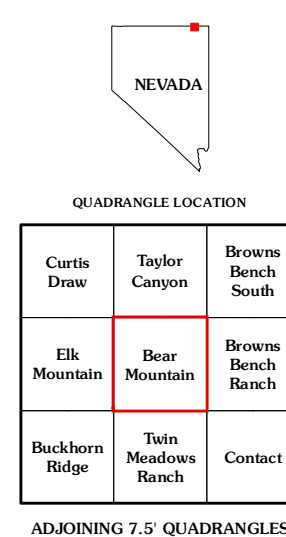 NEVADA
QUADRANGLE LOCATION
Curtis
Draw
Taylor
Canyon
Browns
Bench
South
Elk
Mountain
Bear
Mountain
Browns
Bench
Ranch
Buckhorn
Ridge
Twin
Meadows
Ranch
Contact
ADJOINING 7.5' QUADRANGLES